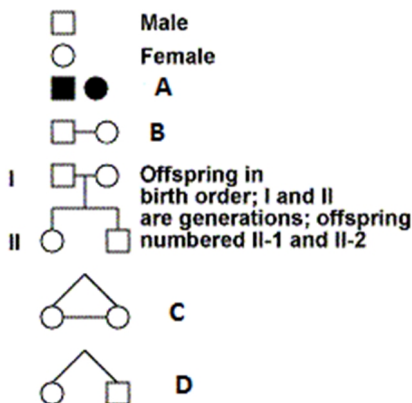 Male
Female
A
B
I
Offspring in
birth order; I and II
are generations; offspring
II
numbered II-1 and II-2
C
D